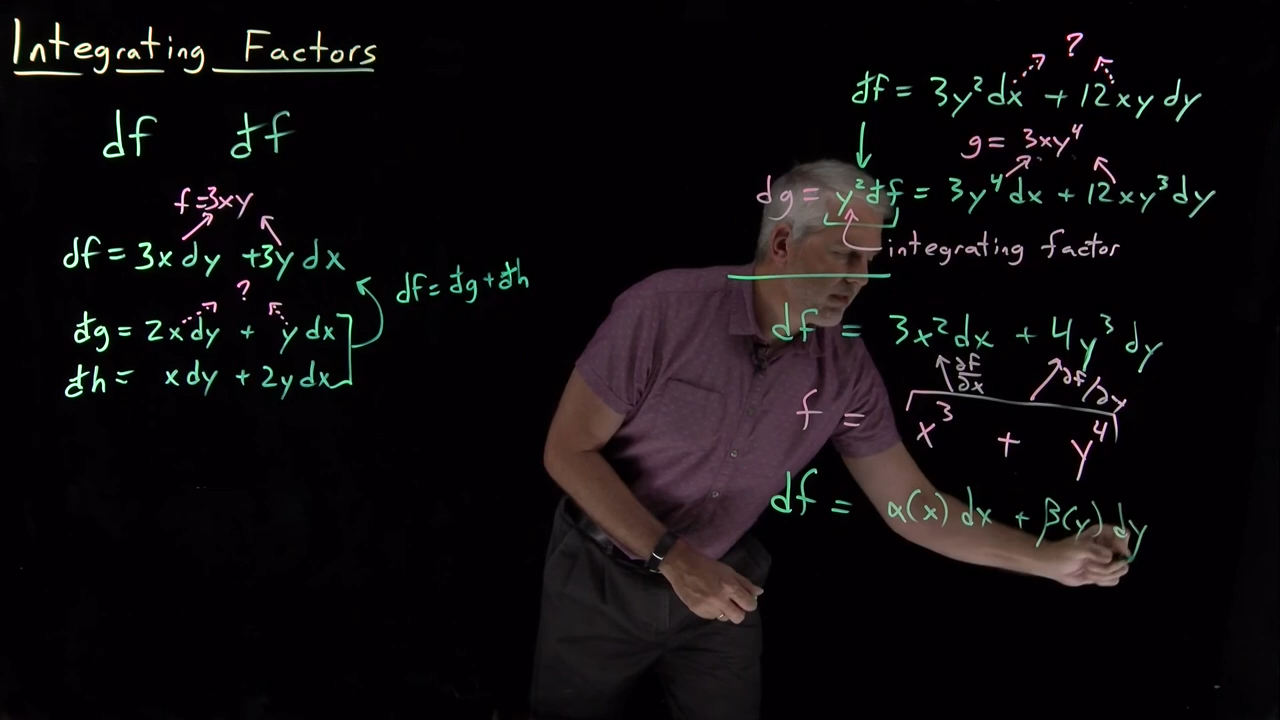 Integrating Factors
df đf
f=3xy
df = 3x dy + 3y dx
?
đg = 2x dy + y dx
đh = x dy + 2y dx
df = đg + đh
?
đf = 3y² dx + 12xy dy
g = 3xy⁴
dg = y² đf = 3y⁴ dx + 12xy³ dy
integrating factor
df = 3x² dx + 4y³ dy
∂f/∂x ∂f/∂y
f = x³ + y⁴
df = α(x) dx + β(y) dy